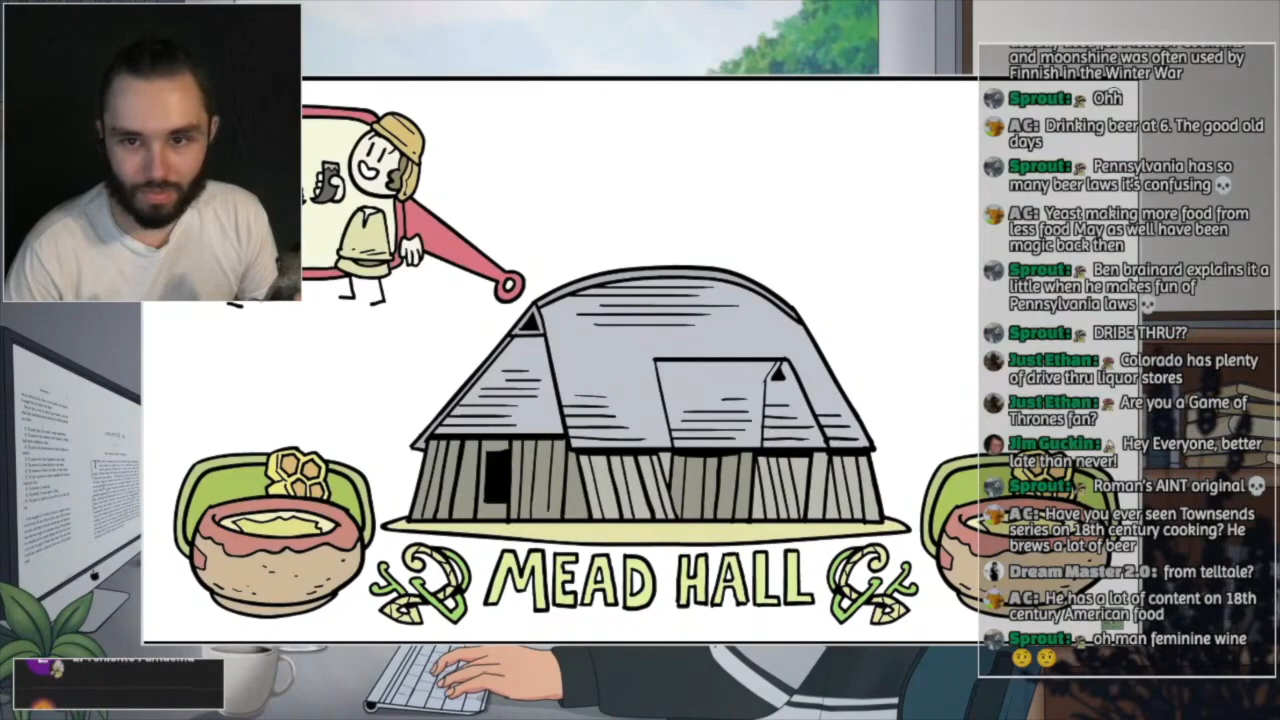 and moonshine was often used by
Finnish in the Winter War
Sprout: Ohh
AC: Drinking beer at 6. The good old
days
Sprout: Pennsylvania has so
many beer laws it's confusing 💀
AC: Yeast making more food from
less food May as well have been
magic back then
Sprout: Ben brainard explains it a
little when he makes fun of
Pennsylvania laws 💀
Sprout: DRIBE THRU??
Just Ethan: Colorado has plenty
of drive thru liquor stores
Just Ethan: Are you a Game of
Thrones fan?
Jim Guckin: Hey Everyone, better
late than never!
Sprout: Roman's AINT original 💀
AC: Have you ever seen Townsends
series on 18th century cooking? He
brews a lot of beer
Dream Master 2.0: from telltale?
AC: He has a lot of content on 18th
century American food
Sprout: oh man feminine wine
🤨 🤨
MEAD HALL